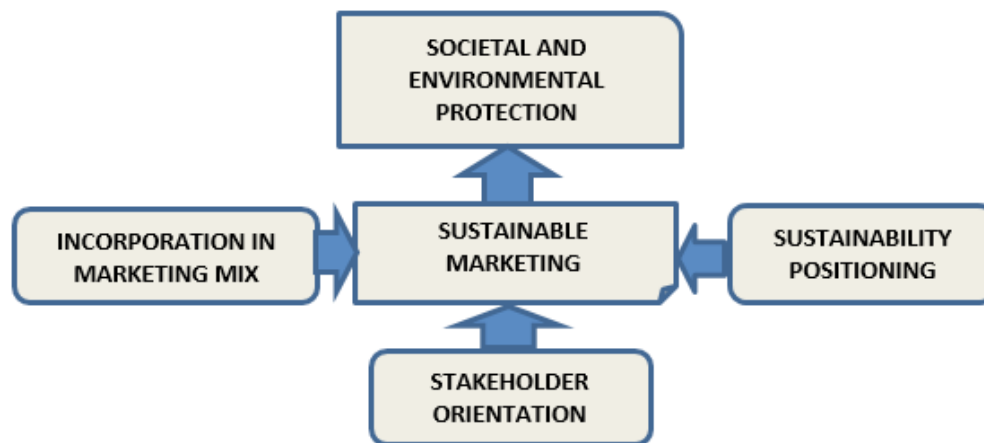 SOCIETAL AND
ENVIRONMENTAL
PROTECTION
INCORPORATION IN
MARKETING MIX
SUSTAINABLE
MARKETING
SUSTAINABILITY
POSITIONING
STAKEHOLDER
ORIENTATION